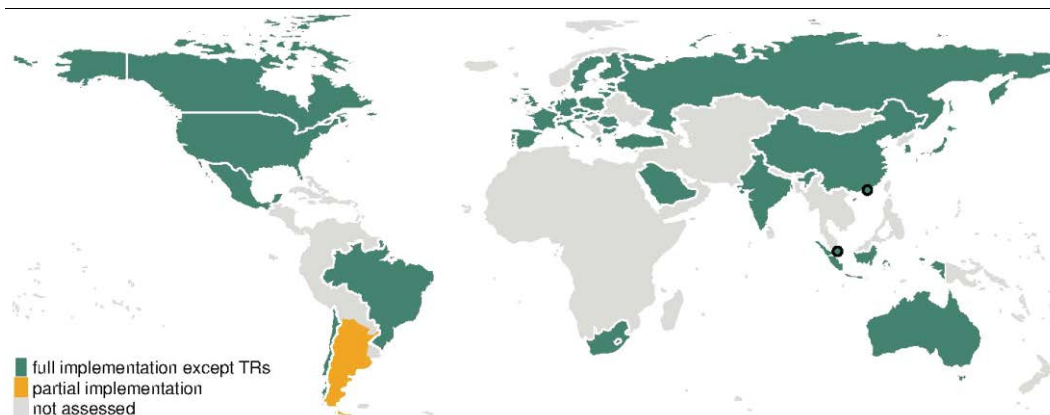 full implementation except TRs
partial implementation
not assessed